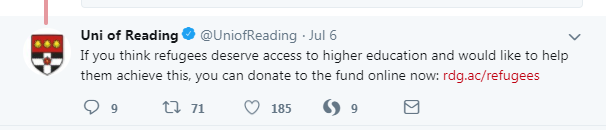 Uni of Reading @UniofReading · Jul 6
If you think refugees deserve access to higher education and would like to help
them achieve this, you can donate to the fund online now: rdg.ac/refugees
9 71 185 9